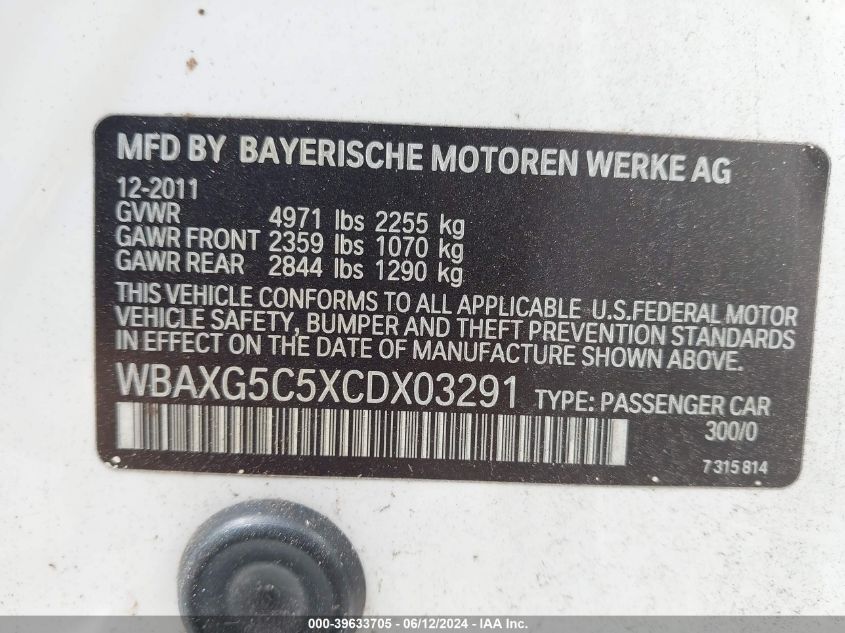 MFD BY BAYERISCHE MOTOREN WERKE AG
12-2011
GVWR 4971 lbs 2255 kg
GAWR FRONT 2359 lbs 1070 kg
GAWR REAR 2844 lbs 1290 kg
THIS VEHICLE CONFORMS TO ALL APPLICABLE U.S.FEDERAL MOTOR
VEHICLE SAFETY, BUMPER AND THEFT PREVENTION STANDARDS
IN EFFECT ON THE DATE OF MANUFACTURE SHOWN ABOVE.
WBAXG5C5XCDX03291 TYPE: PASSENGER CAR
300/0
7315814
000-39633705 - 06/12/2024 - IAA Inc.